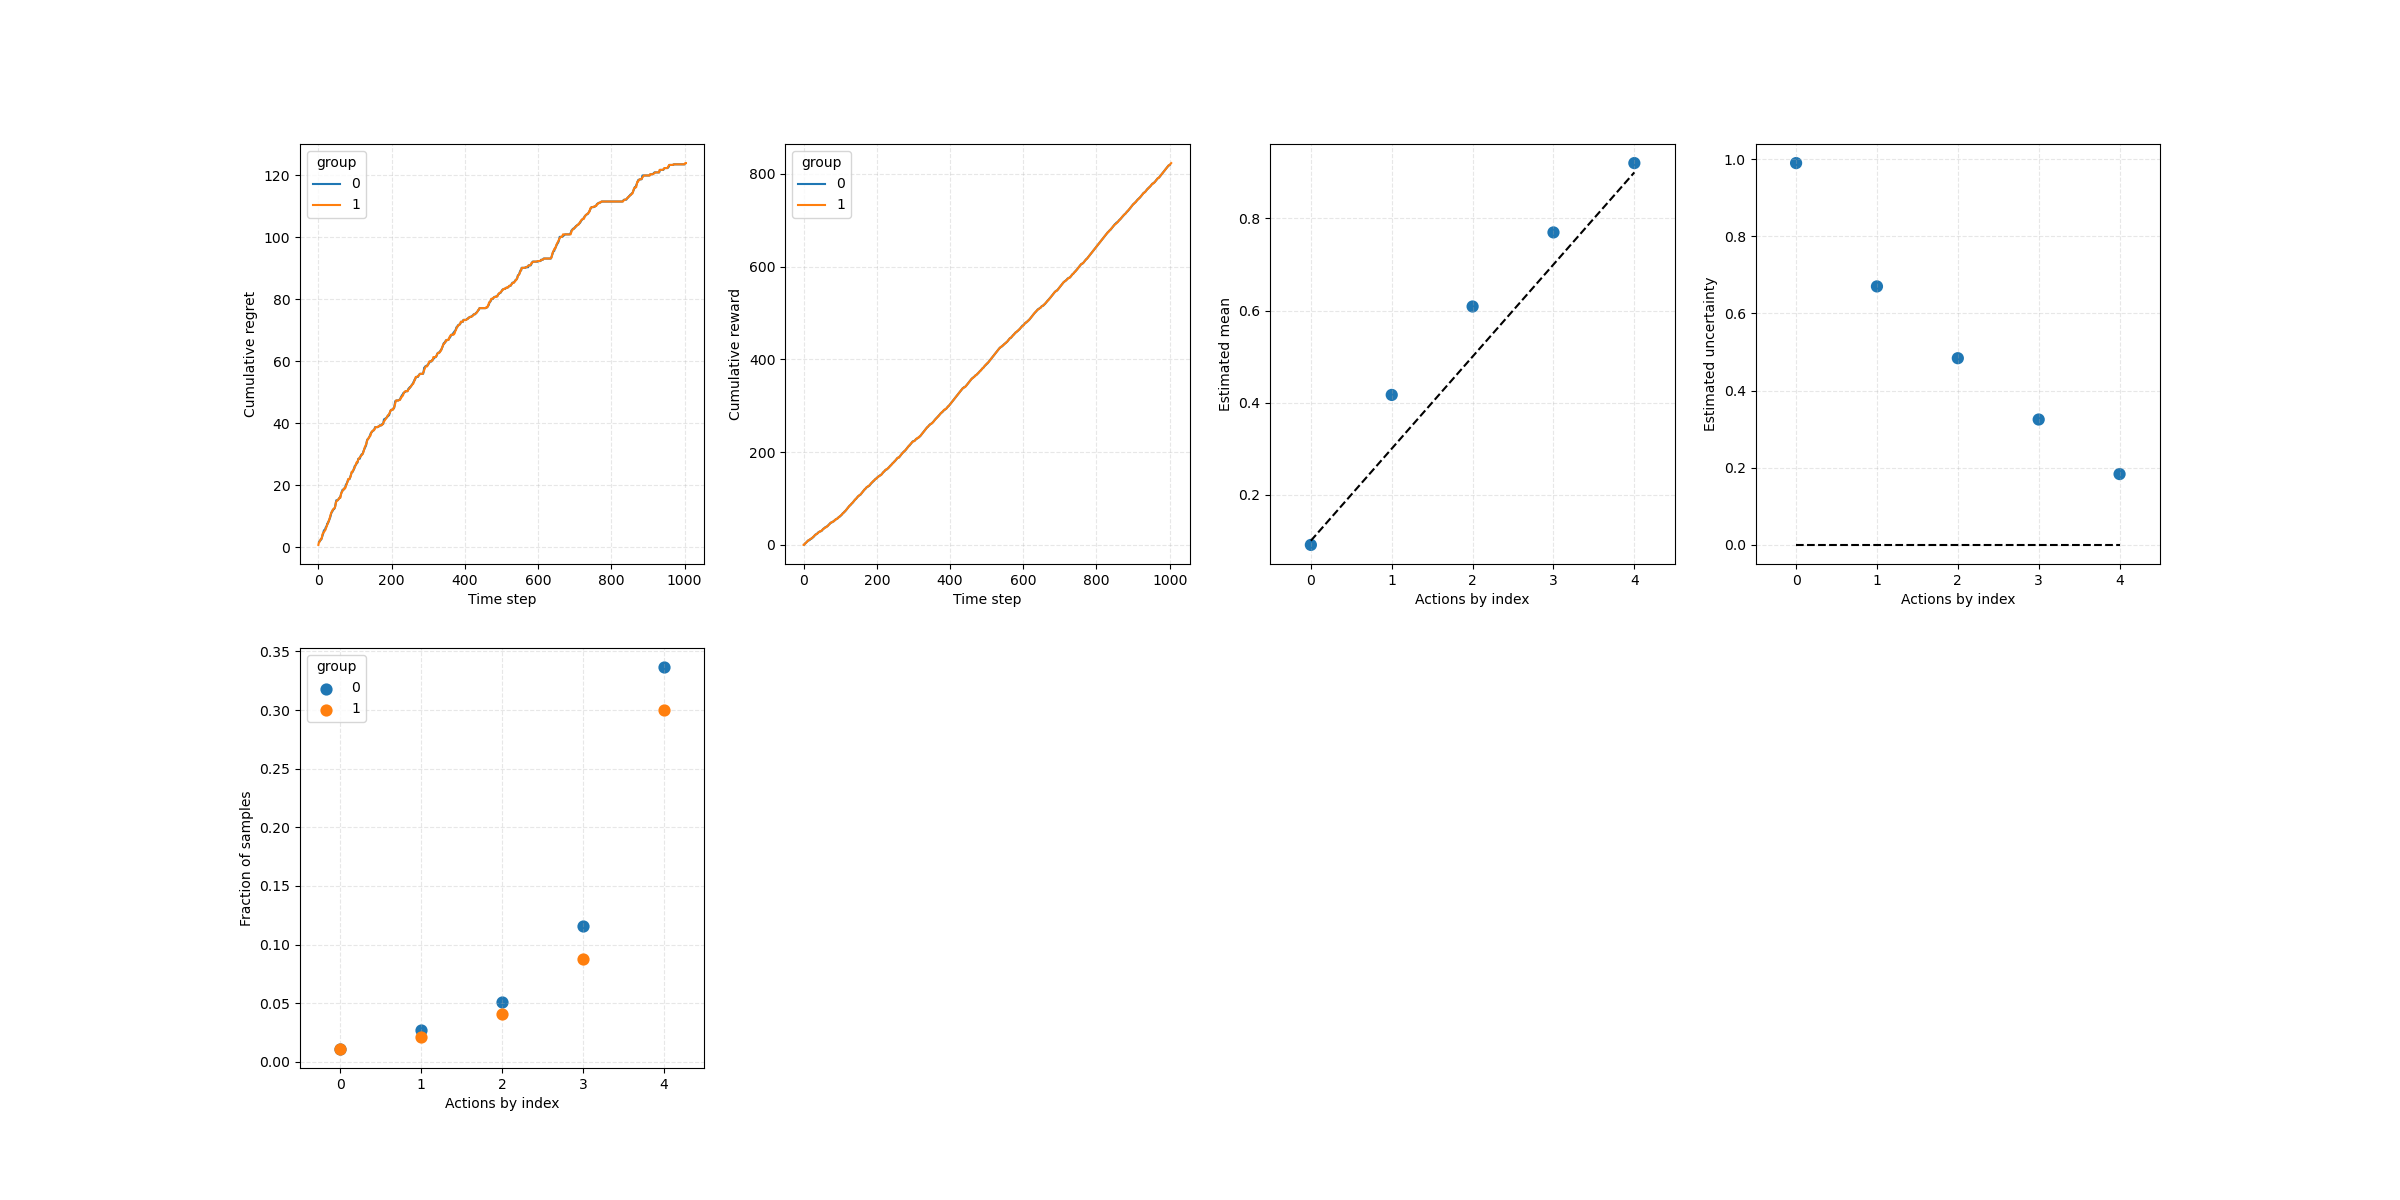 group
0
1
120
100
80
60
40
20
0
Cumulative regret
0 200 400 600 800 1000
Time step
group
0
1
800
600
400
200
0
Cumulative reward
0 200 400 600 800 1000
Time step
0.8
0.6
0.4
0.2
Estimated mean
0 1 2 3 4
Actions by index
1.0
0.8
0.6
0.4
0.2
0.0
Estimated uncertainty
0 1 2 3 4
Actions by index
group
0
1
0.35
0.30
0.25
0.20
0.15
0.10
0.05
0.00
Fraction of samples
0 1 2 3 4
Actions by index